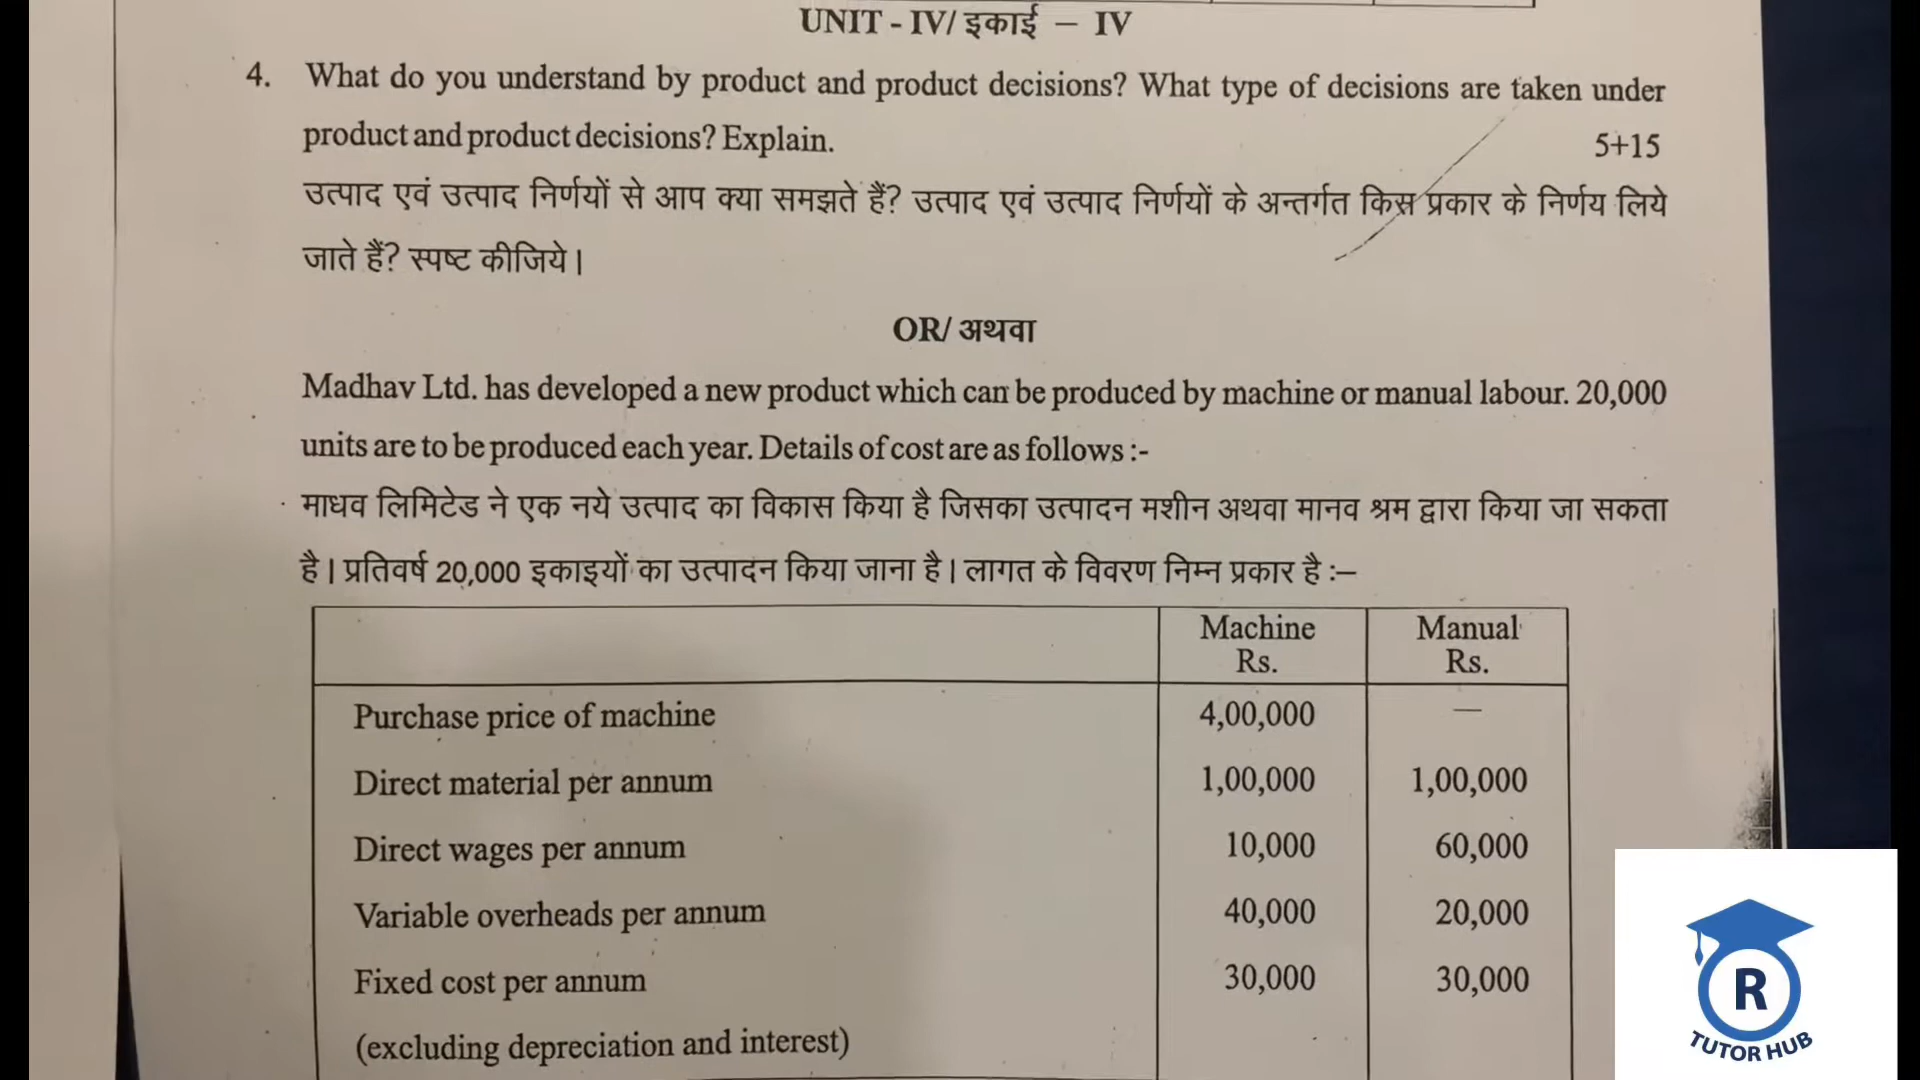 UNIT - IV/ इकाई – IV
4. What do you understand by product and product decisions? What type of decisions are taken under
product and product decisions? Explain. 5+15
उत्पाद एवं उत्पाद निर्णयों से आप क्या समझते हैं? उत्पाद एवं उत्पाद निर्णयों के अन्तर्गत किस प्रकार के निर्णय लिये
जाते हैं? स्पष्ट कीजिये।
OR/ अथवा
Madhav Ltd. has developed a new product which can be produced by machine or manual labour. 20,000
units are to be produced each year. Details of cost are as follows :-
माधव लिमिटेड ने एक नये उत्पाद का विकास किया है जिसका उत्पादन मशीन अथवा मानव श्रम द्वारा किया जा सकता
है। प्रतिवर्ष 20,000 इकाइयों का उत्पादन किया जाना है। लागत के विवरण निम्न प्रकार है :–
Machine Manual
Rs. Rs.
Purchase price of machine 4,00,000 —
Direct material per annum 1,00,000 1,00,000
Direct wages per annum 10,000 60,000
Variable overheads per annum 40,000 20,000
Fixed cost per annum 30,000 30,000
(excluding depreciation and interest)
R
TUTOR HUB